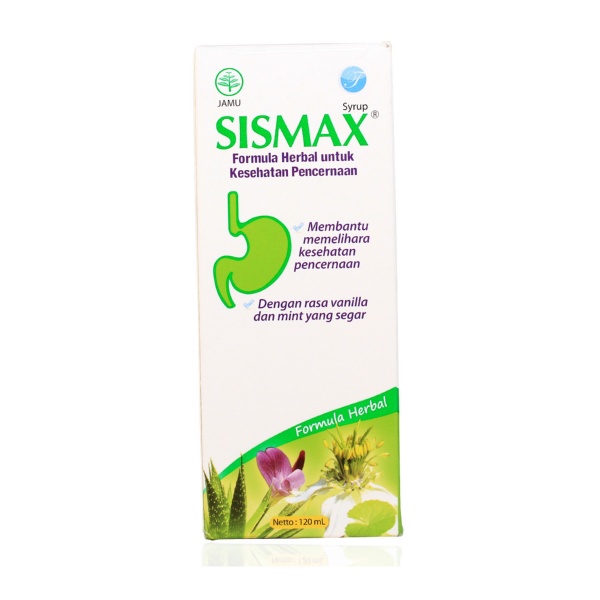 JAMU
Syrup
SISMAX®
Formula Herbal untuk
Kesehatan Pencernaan
Membantu
memelihara
kesehatan
pencernaan
Dengan rasa vanilla
dan mint yang segar
Formula Herbal
Netto : 120 mL